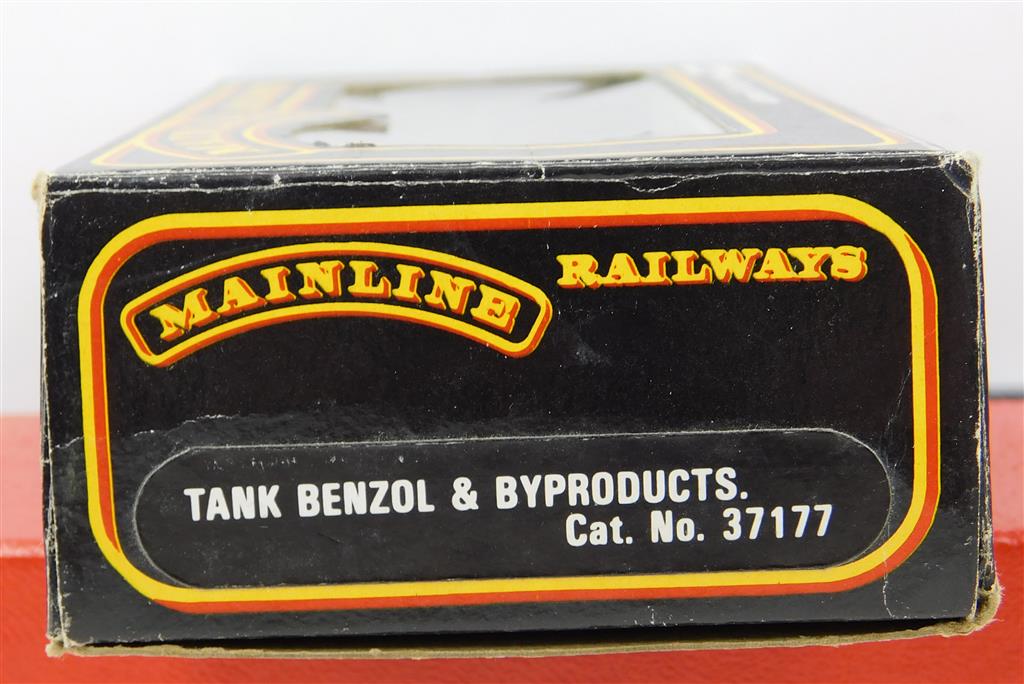 MAINLINE RAILWAYS
TANK BENZOL & BYPRODUCTS.
Cat. No. 37177